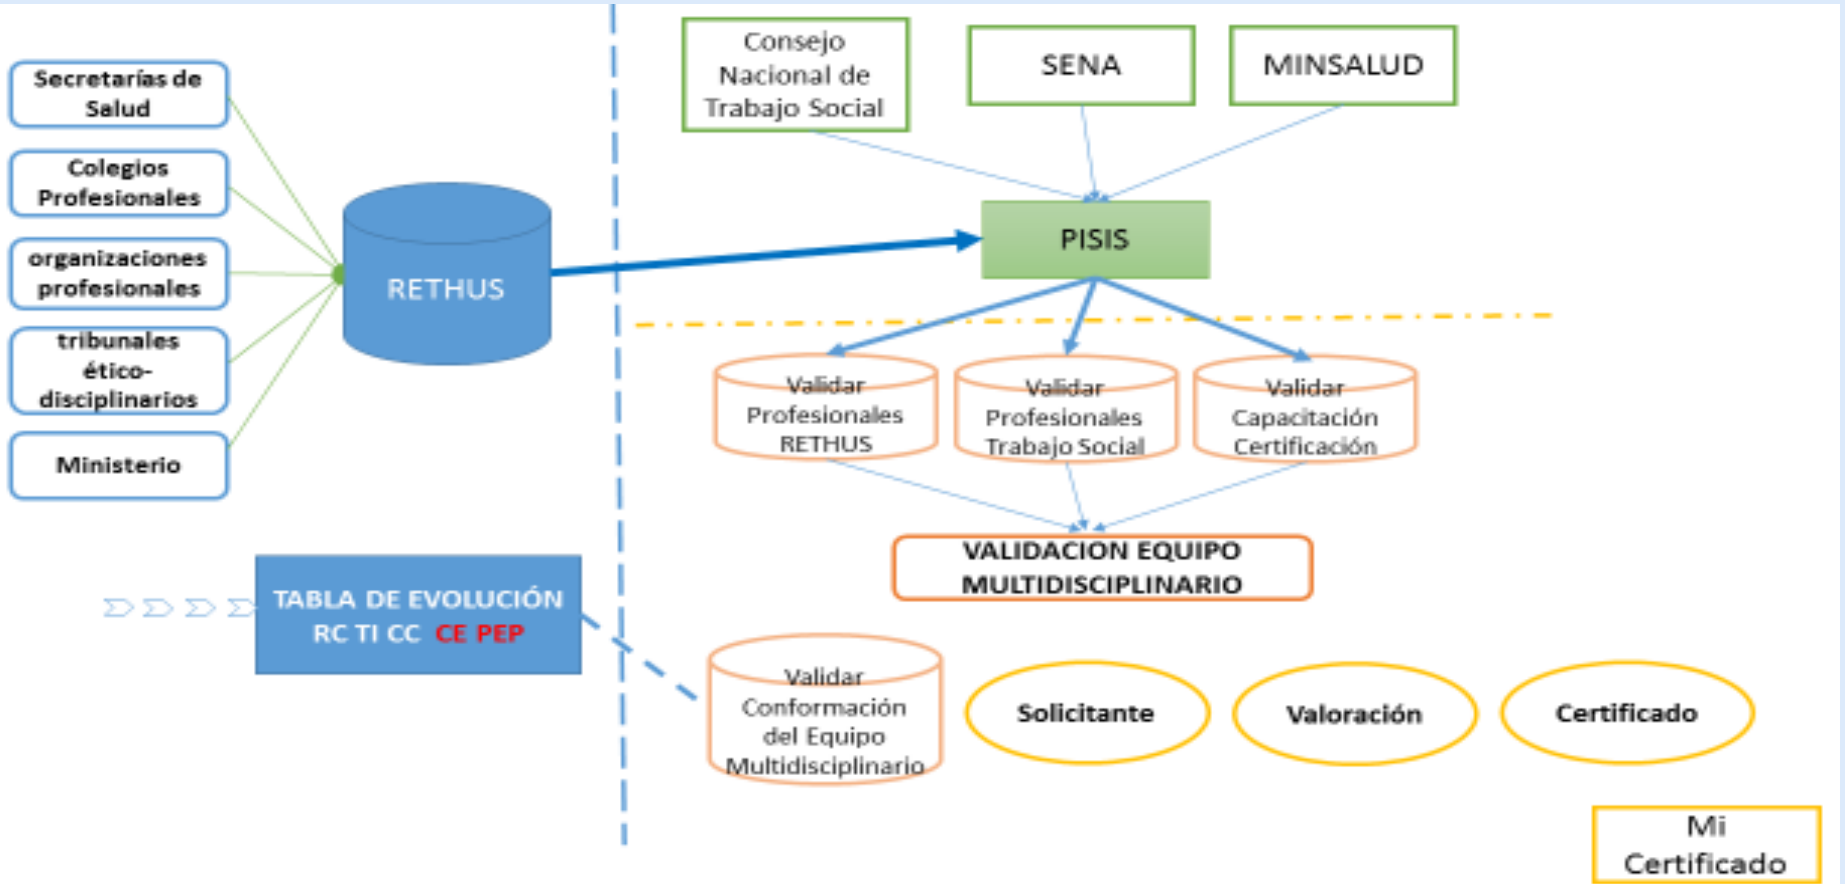 Secretarías de
Salud
Colegios
Profesionales
organizaciones
profesionales
tribunales
ético-
disciplinarios
Ministerio
RETHUS
Consejo
Nacional de
Trabajo Social
SENA
MINSALUD
PISIS
Validar
Profesionales
RETHUS
Validar
Profesionales
Trabajo Social
Validar
Capacitación
Certificación
VALIDACION EQUIPO
MULTIDISCIPLINARIO
TABLA DE EVOLUCIÓN
RC TI CC CE PEP
Validar
Conformación
del Equipo
Multidisciplinario
Solicitante
Valoración
Certificado
Mi
Certificado